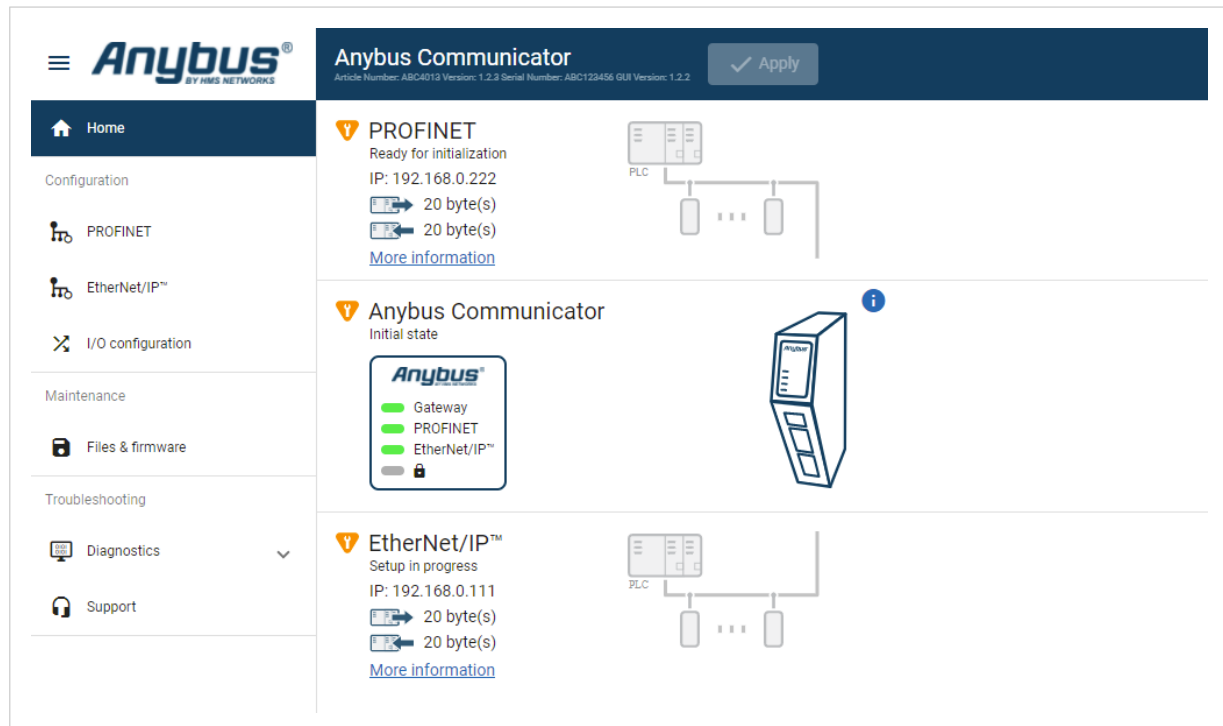 Anybus®
BY HMS NETWORKS
Anybus Communicator
Article Number: ABC4013 Version: 1.2.3 Serial Number: ABC123456 GUI Version: 1.2.2
Apply
Home
Configuration
PROFINET
EtherNet/IP™
I/O configuration
Maintenance
Files & firmware
Troubleshooting
Diagnostics
Support
PROFINET
Ready for initialization
IP: 192.168.0.222
20 byte(s)
20 byte(s)
More information
PLC
Anybus Communicator
Initial state
Anybus®
BY HMS NETWORKS
Gateway
PROFINET
EtherNet/IP™
Anybus
i
EtherNet/IP™
Setup in progress
IP: 192.168.0.111
20 byte(s)
20 byte(s)
More information
PLC